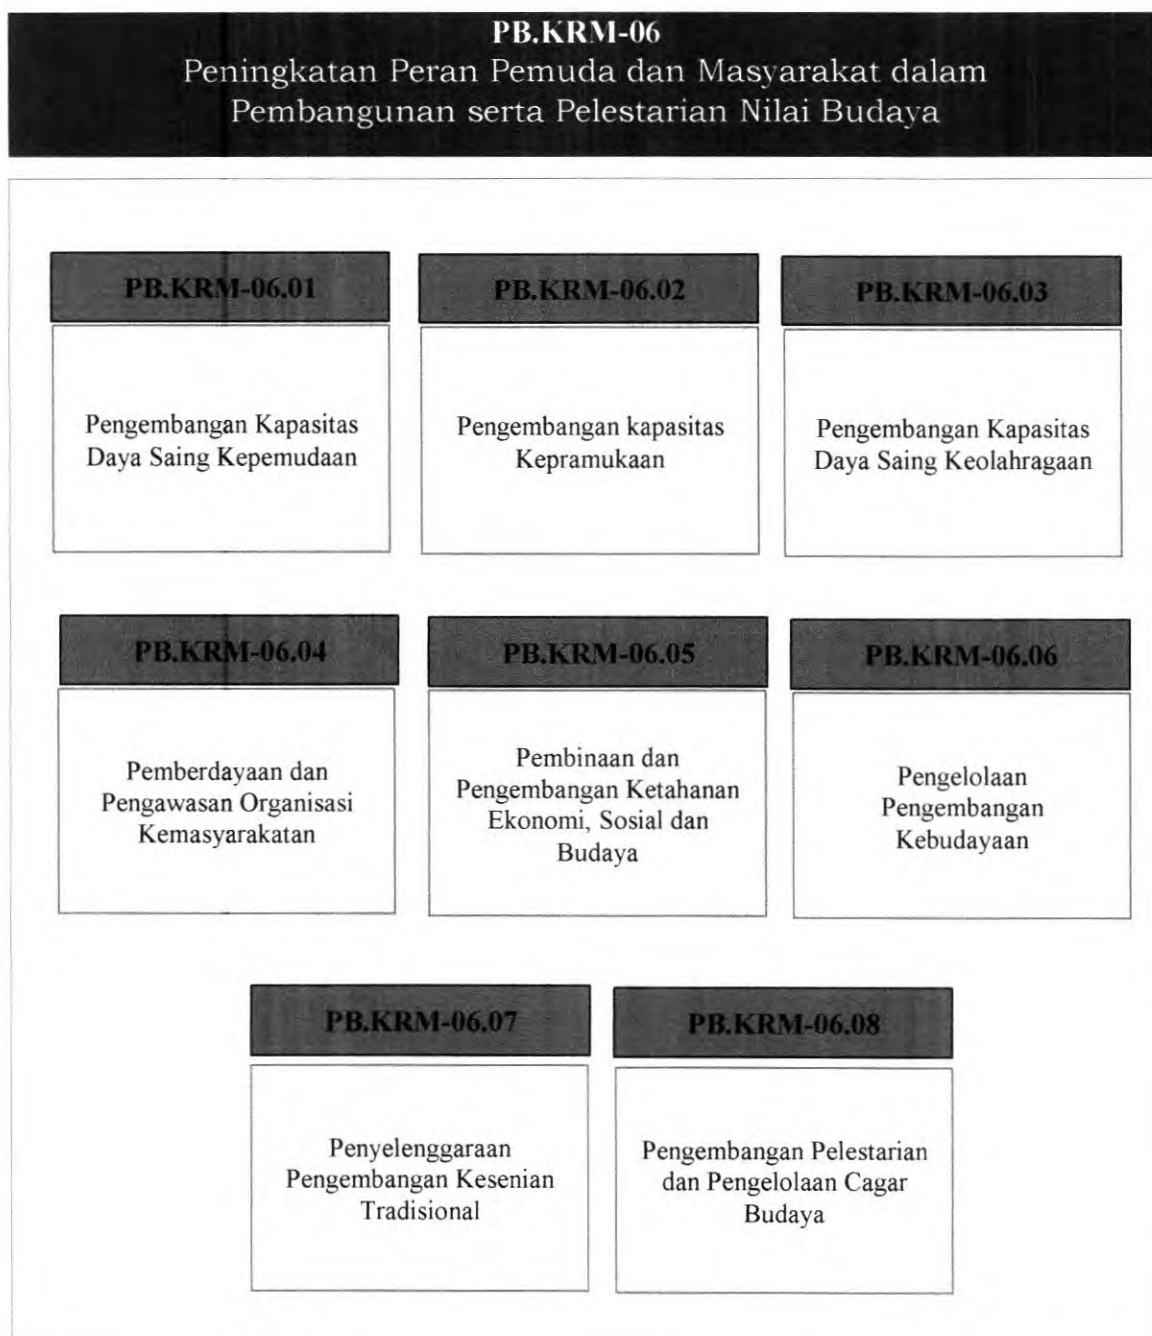 PB.KRM-06
Peningkatan Peran Pemuda dan Masyarakat dalam
Pembangunan serta Pelestarian Nilai Budaya
PB.KRM-06.01
Pengembangan Kapasitas
Daya Saing Kepemudaan
PB.KRM-06.02
Pengembangan kapasitas
Kepramukaan
PB.KRM-06.03
Pengembangan Kapasitas
Daya Saing Keolahragaan
PB.KRM-06.04
Pemberdayaan dan
Pengawasan Organisasi
Kemasyarakatan
PB.KRM-06.05
Pembinaan dan
Pengembangan Ketahanan
Ekonomi, Sosial dan
Budaya
PB.KRM-06.06
Pengelolaan
Pengembangan
Kebudayaan
PB.KRM-06.07
Penyelenggaraan
Pengembangan Kesenian
Tradisional
PB.KRM-06.08
Pengembangan Pelestarian
dan Pengelolaan Cagar
Budaya